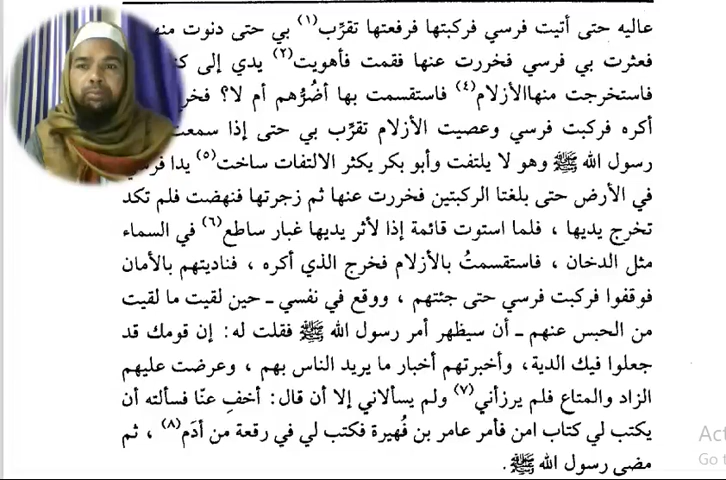 عاليه حتى أتيت فرسي فركبتها فرفعتها تقرِّب(١) بي حتى دنوت
فعثرت بي فرسي فخررت عنها فقمت فأهويت(٢) يدي إلى
فاستخرجت منهاالأزلام(٤) فاستقسمت بها أضُرُّهم أم لا؟
أكره فركبت فرسي وعصيت الأزلام تقرِّب بي حتى إذا
رسول الله ﷺ وهو لا يلتفت وأبو بكر يكثر الالتفات ساخت(٥) يدا
في الأرض حتى بلغتا الركبتين فخررت عنها ثم زجرتها فنهضت فلم تكد
تخرج يديها ، فلما استوت قائمة إذا لأثر يديها غبار ساطع(٦) في السماء
مثل الدخان ، فاستقسمتُ بالأزلام فخرج الذي أكره ، فناديتهم بالأمان
فوقفوا فركبت فرسي حتى جئتهم ، ووقع في نفسي ـ حين لقيت ما لقيت
من الحبس عنهم ـ أن سيظهر أمر رسول الله ﷺ فقلت له: إن قومك قد
جعلوا فيك الدية، وأخبرتهم أخبار ما يريد الناس بهم ، وعرضت عليهم
الزاد والمتاع فلم يرزأني(٧) ولم يسألاني إلا أن قال: أخفِ عنّا فسألته أن
يكتب لي كتاب امن فأمر عامر بن فُهيرة فكتب لي في رقعة من أدَم(٨) ، ثم
مضى رسول الله ﷺ.